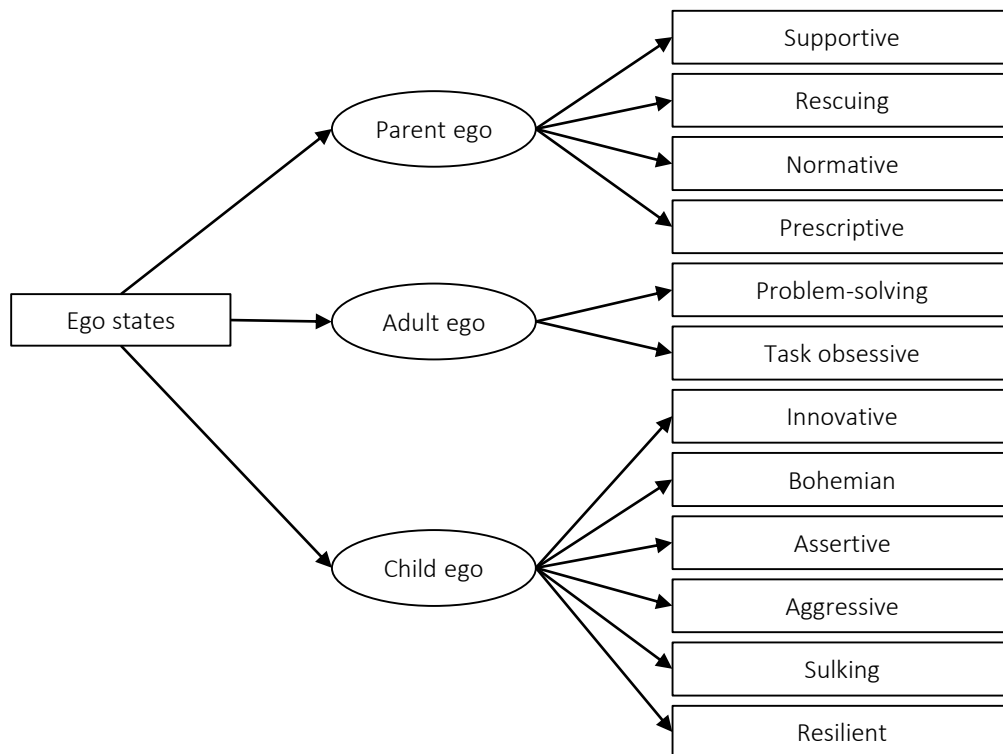 Supportive
Rescuing
Parent ego
Normative
Prescriptive
Problem-solving
Ego states
Adult ego
Task obsessive
Innovative
Bohemian
Assertive
Child ego
Aggressive
Sulking
Resilient